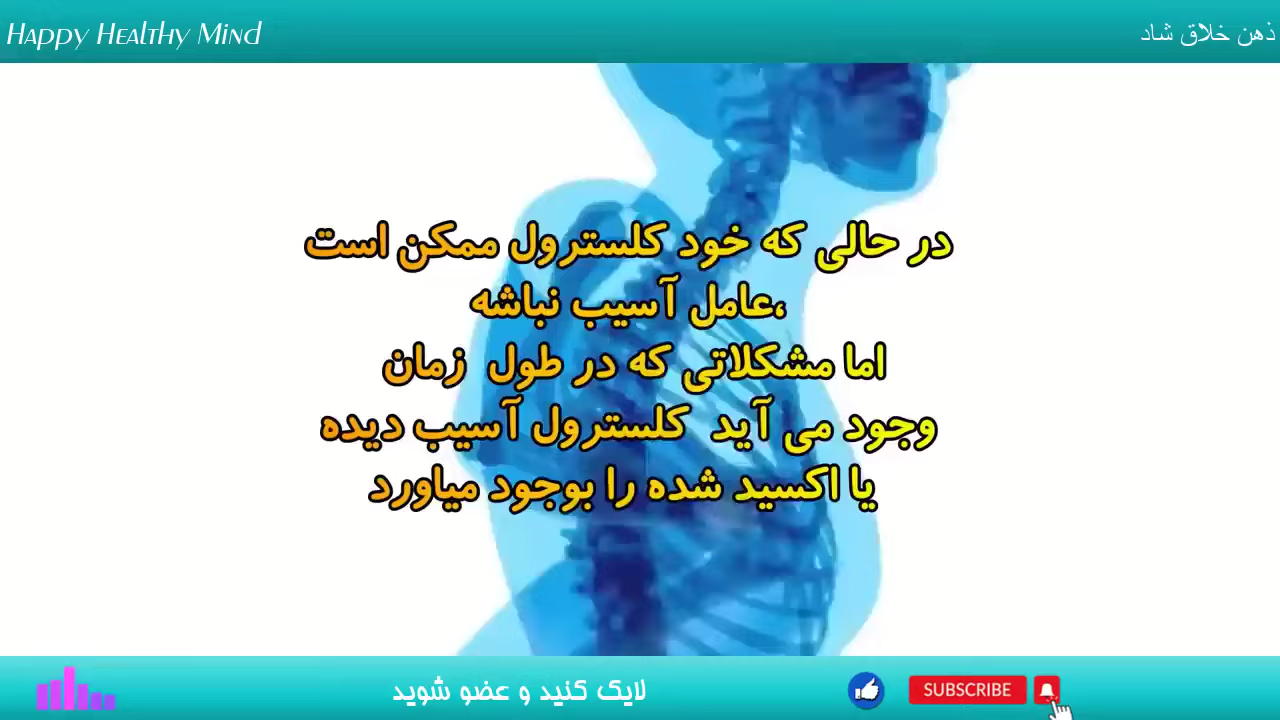 Happy Healthy Mind
ذهن خلاق شاد
در حالی که خود کلسترول ممکن است
،عامل آسیب نباشه
اما مشکلاتی که در طول زمان
وجود می آید کلسترول آسیب دیده
یا اکسید شده را بوجود میاورد
لایک کنید و عضو شوید
SUBSCRIBE